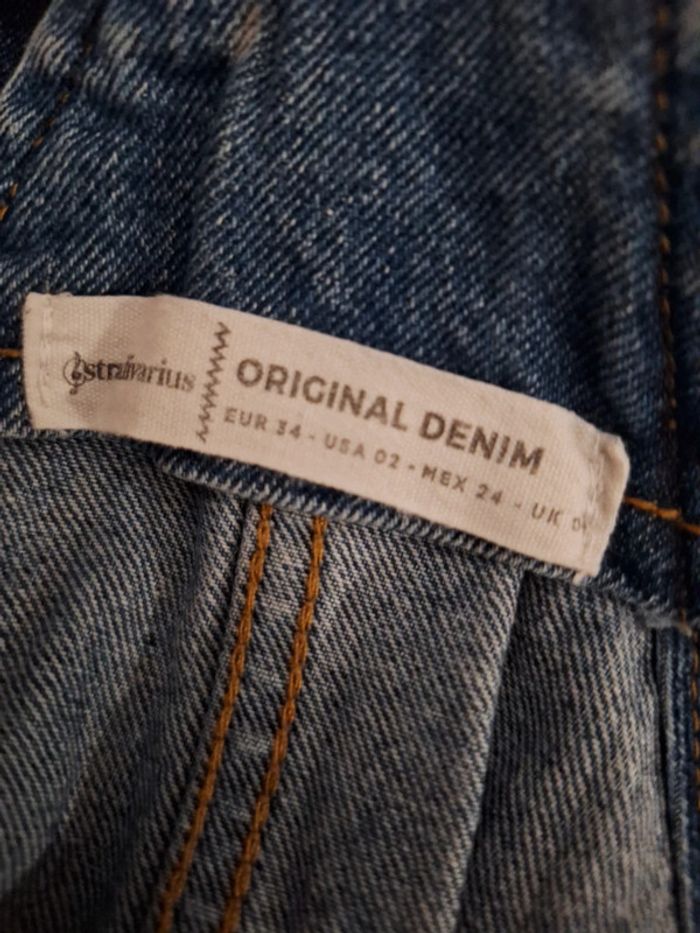 stradivarius
ORIGINAL DENIM
EUR 34 - USA 02 - MEX 24 - UK